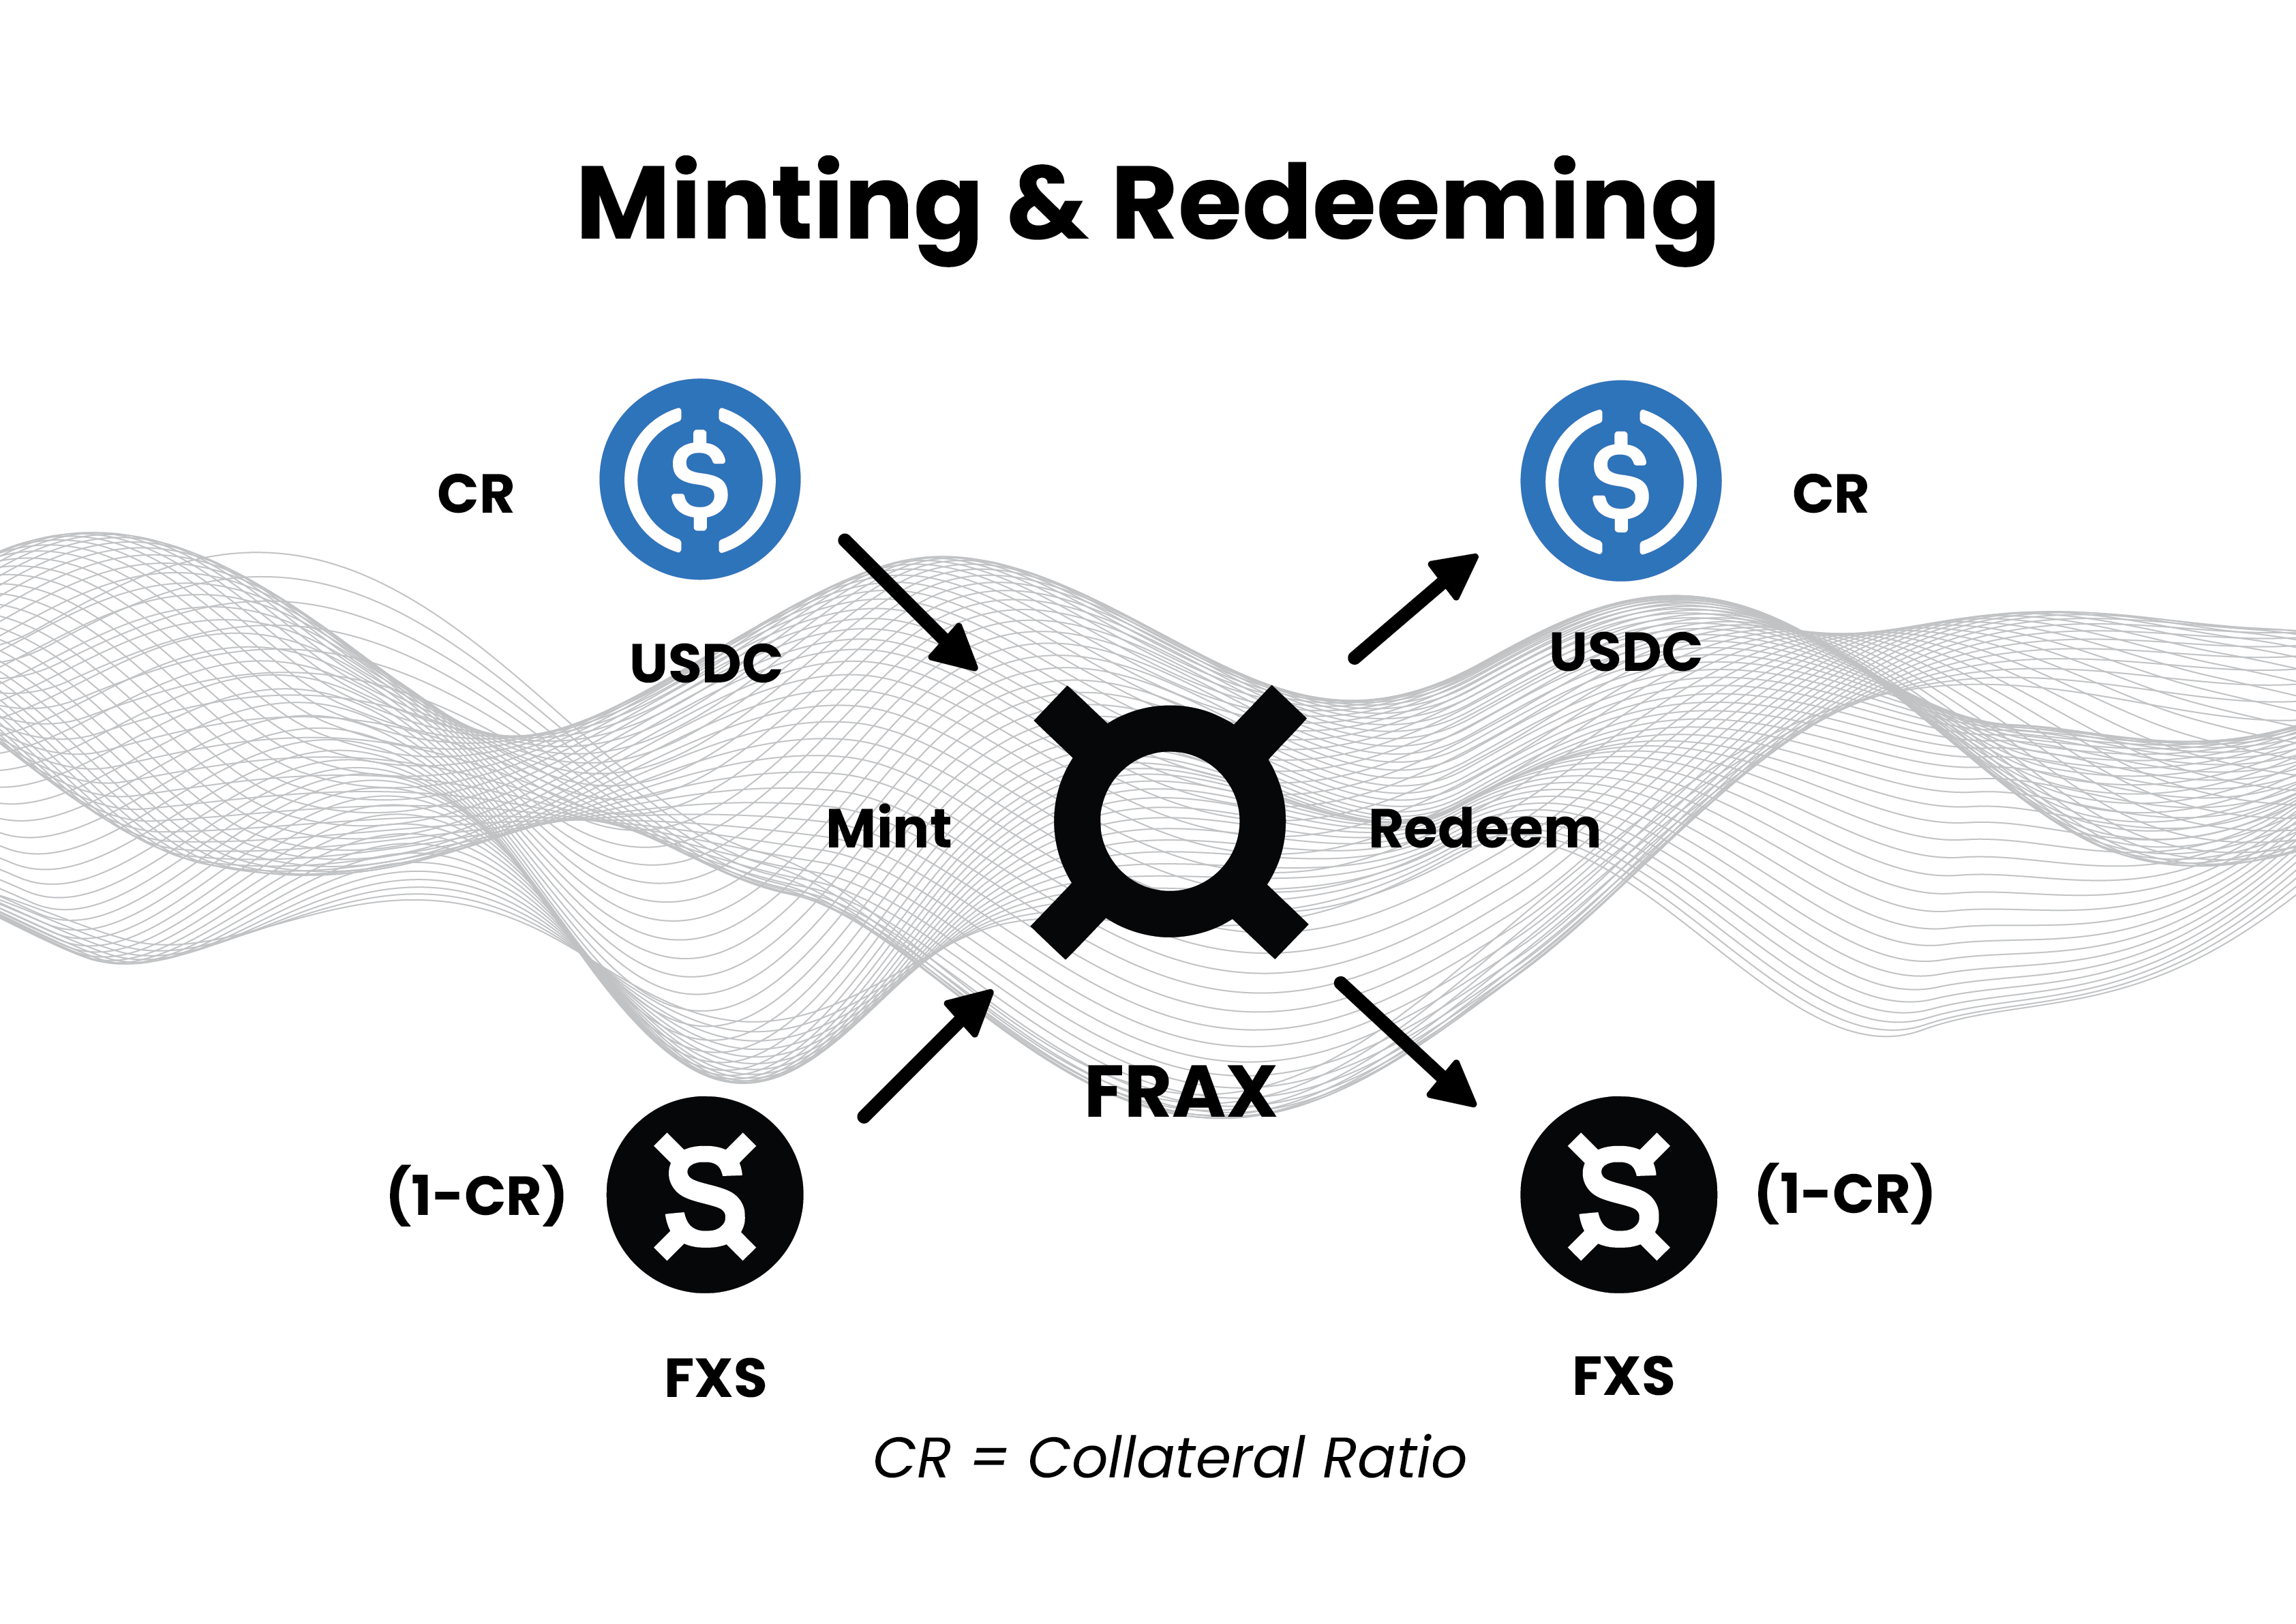 Minting & Redeeming
CR
CR
USDC
USDC
Mint
Redeem
FRAX
(1-CR)
(1-CR)
FXS
FXS
CR = Collateral Ratio